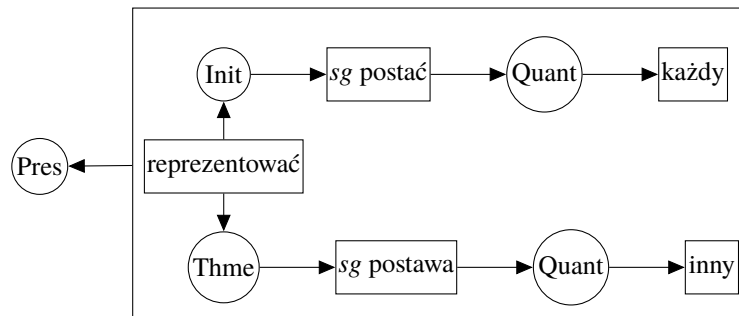 Init sg postać Quant każdy
Pres reprezentować
Thme sg postawa Quant inny